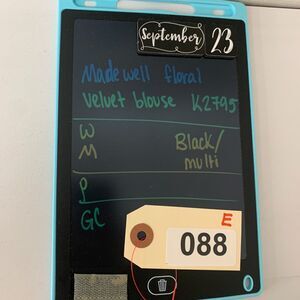 September 23
Madewell floral
velvet blouse K2795
W
M
Black/
multi
P
GC
E
088